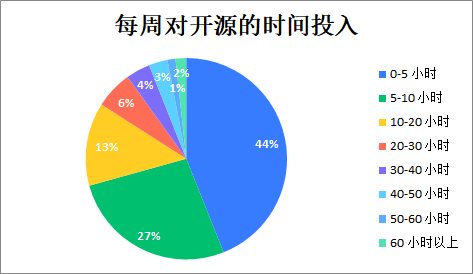 每周对开源的时间投入
44%
27%
13%
6%
4%
3%
1%
2%
0-5 小时
5-10 小时
10-20 小时
20-30 小时
30-40 小时
40-50 小时
50-60 小时
60 小时以上